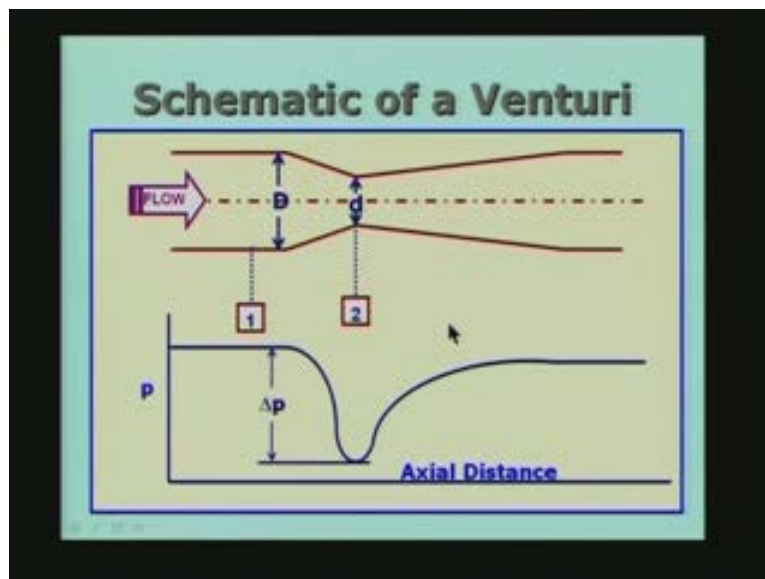 Schematic of a Venturi
FLOW
D
d
1
2
p
Δp
Axial Distance